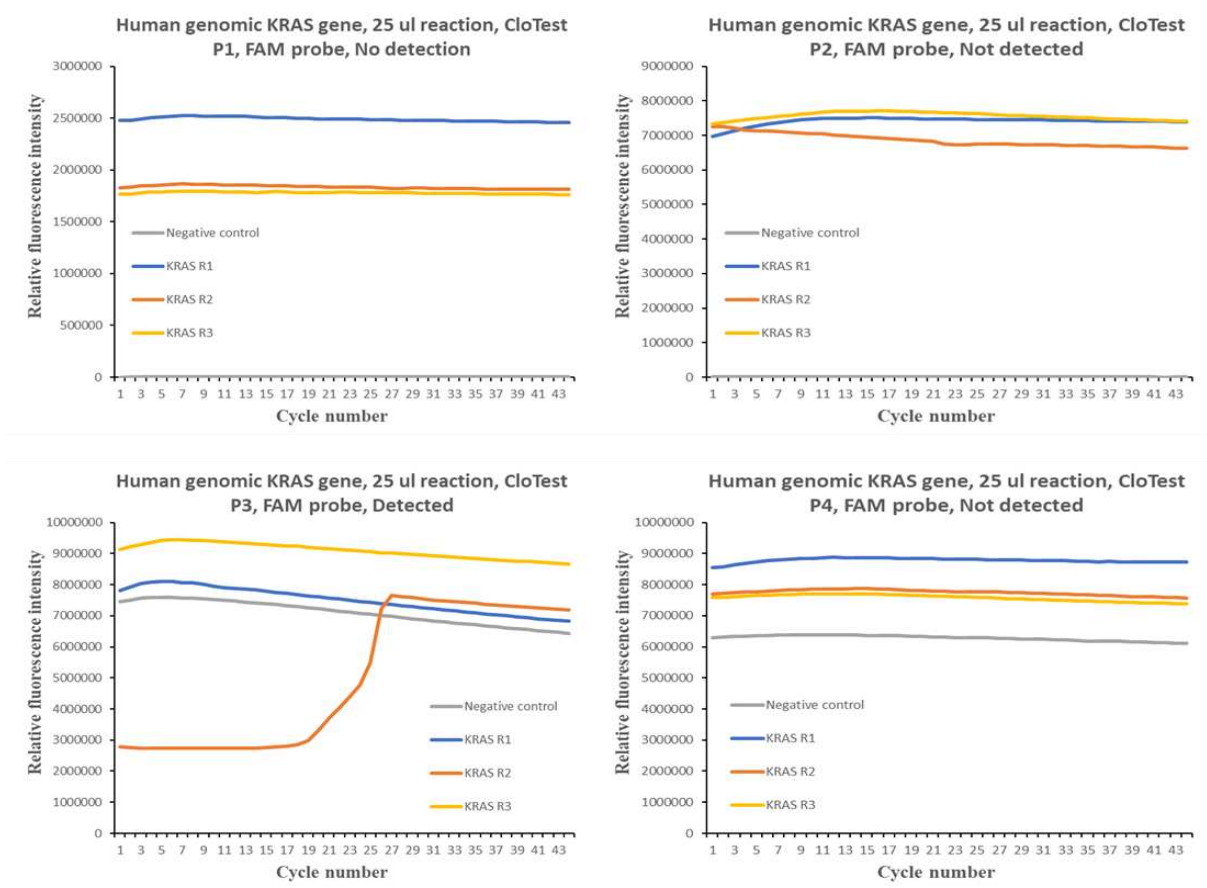 Human genomic KRAS gene, 25 ul reaction, CloTest
P1, FAM probe, No detection
Relative fluorescence intensity
3000000
2500000
2000000
1500000
1000000
500000
0
Negative control
KRAS R1
KRAS R2
KRAS R3
1 3 5 7 9 11 13 15 17 19 21 23 25 27 29 31 33 35 37 39 41 43
Cycle number
Human genomic KRAS gene, 25 ul reaction, CloTest
P2, FAM probe, Not detected
Relative fluorescence intensity
9000000
8000000
7000000
6000000
5000000
4000000
3000000
2000000
1000000
0
Negative control
KRAS R1
KRAS R2
KRAS R3
1 3 5 7 9 11 13 15 17 19 21 23 25 27 29 31 33 35 37 39 41 43
Cycle number
Human genomic KRAS gene, 25 ul reaction, CloTest
P3, FAM probe, Detected
Relative fluorescence intensity
10000000
9000000
8000000
7000000
6000000
5000000
4000000
3000000
2000000
1000000
0
Negative control
KRAS R1
KRAS R2
KRAS R3
1 3 5 7 9 11 13 15 17 19 21 23 25 27 29 31 33 35 37 39 41 43
Cycle number
Human genomic KRAS gene, 25 ul reaction, CloTest
P4, FAM probe, Not detected
Relative fluorescence intensity
10000000
9000000
8000000
7000000
6000000
5000000
4000000
3000000
2000000
1000000
0
Negative control
KRAS R1
KRAS R2
KRAS R3
1 3 5 7 9 11 13 15 17 19 21 23 25 27 29 31 33 35 37 39 41 43
Cycle number